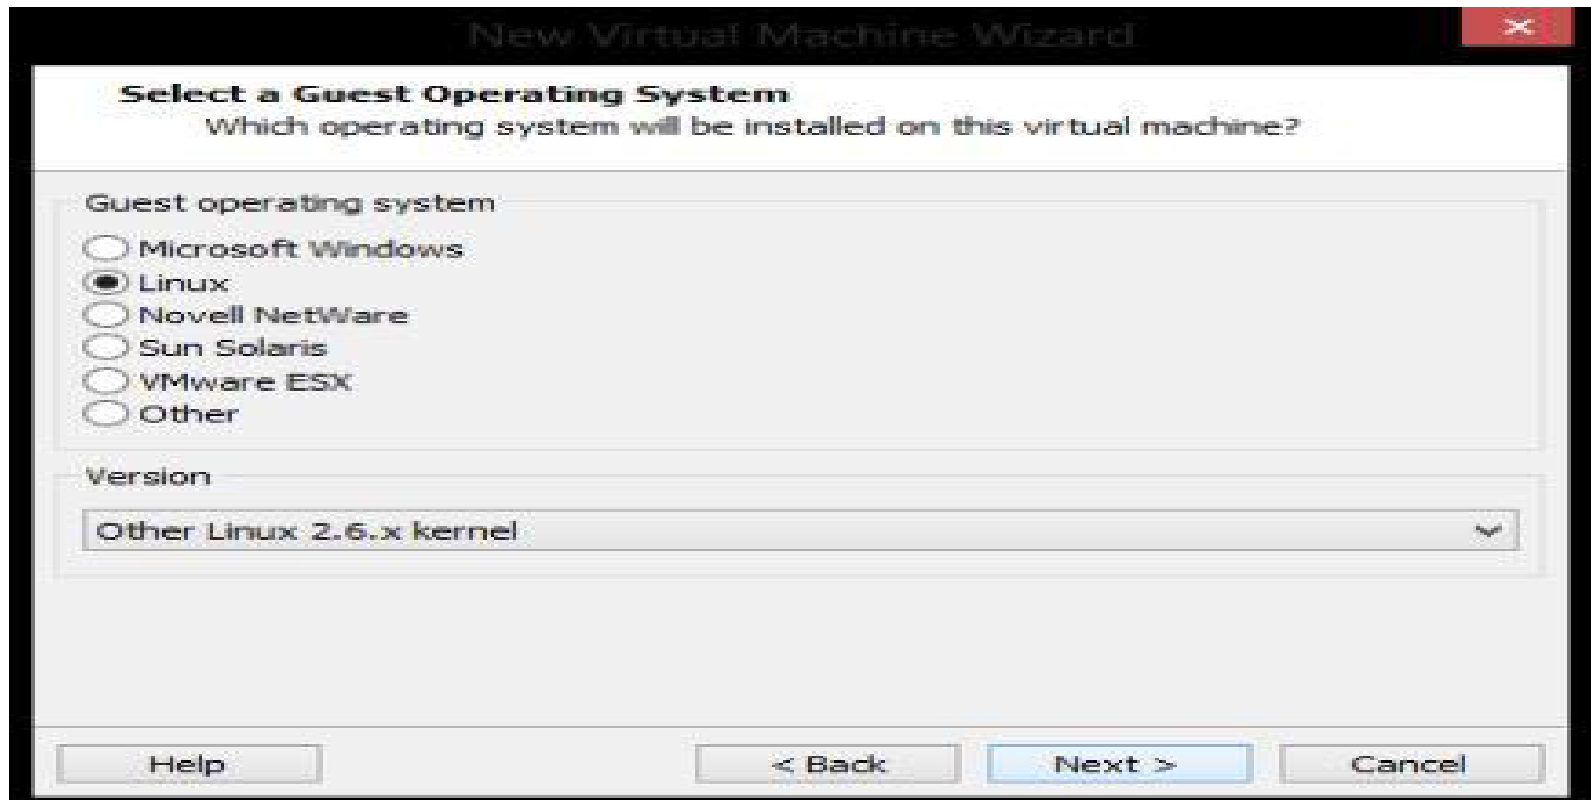 New Virtual Machine Wizard
Select a Guest Operating System
Which operating system will be installed on this virtual machine?
Guest operating system
Microsoft Windows
Linux
Novell NetWare
Sun Solaris
VMware ESX
Other
Version
Other Linux 2.6.x kernel
Help
< Back
Next >
Cancel